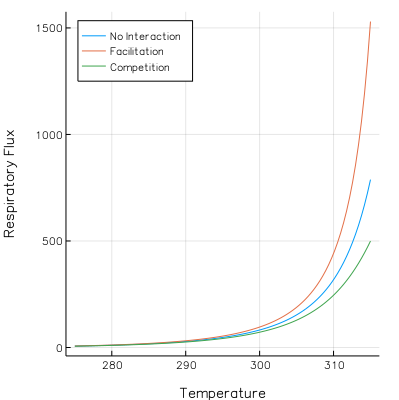 1500
1000
500
0
No Interaction
Facilitation
Competition
Respiratory Flux
280
290
300
310
Temperature